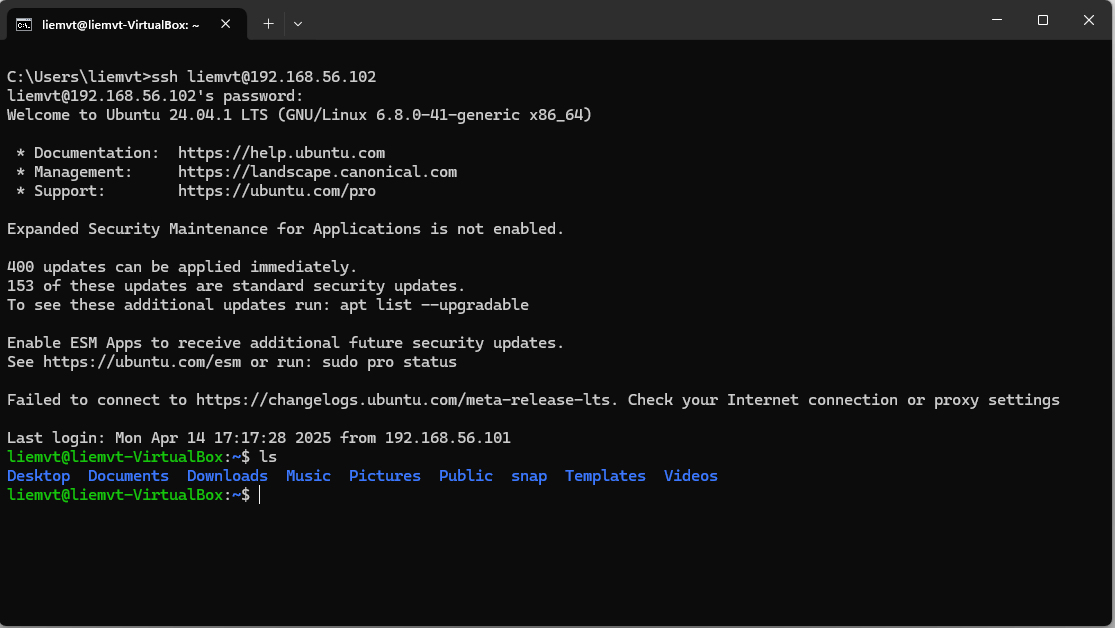 liemvt@liemvt-VirtualBox: ~
C:\Users\liemvt>ssh liemvt@192.168.56.102
liemvt@192.168.56.102's password:
Welcome to Ubuntu 24.04.1 LTS (GNU/Linux 6.8.0-41-generic x86_64)

 * Documentation:  https://help.ubuntu.com
 * Management:     https://landscape.canonical.com
 * Support:        https://ubuntu.com/pro

Expanded Security Maintenance for Applications is not enabled.

400 updates can be applied immediately.
153 of these updates are standard security updates.
To see these additional updates run: apt list --upgradable

Enable ESM Apps to receive additional future security updates.
See https://ubuntu.com/esm or run: sudo pro status

Failed to connect to https://changelogs.ubuntu.com/meta-release-lts. Check your Internet connection or proxy settings

Last login: Mon Apr 14 17:17:28 2025 from 192.168.56.101
liemvt@liemvt-VirtualBox:~$ ls
Desktop  Documents  Downloads  Music  Pictures  Public  snap  Templates  Videos
liemvt@liemvt-VirtualBox:~$